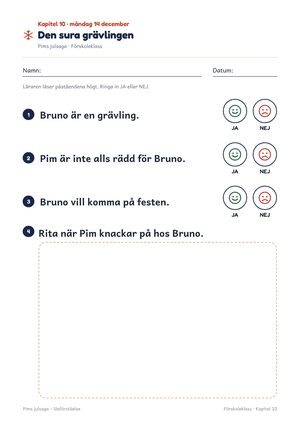 Kapitel 10 · måndag 14 december
Den sura grävlingen
Pims julsaga · Förskoleklass
Namn:
Datum:
Läraren läser påståendena högt. Ringa in JA eller NEJ.
1 Bruno är en grävling.
JA NEJ
2 Pim är inte alls rädd för Bruno.
JA NEJ
3 Bruno vill komma på festen.
JA NEJ
4 Rita när Pim knackar på hos Bruno.
Pims julsaga – läsförståelse
Förskoleklass · Kapitel 10